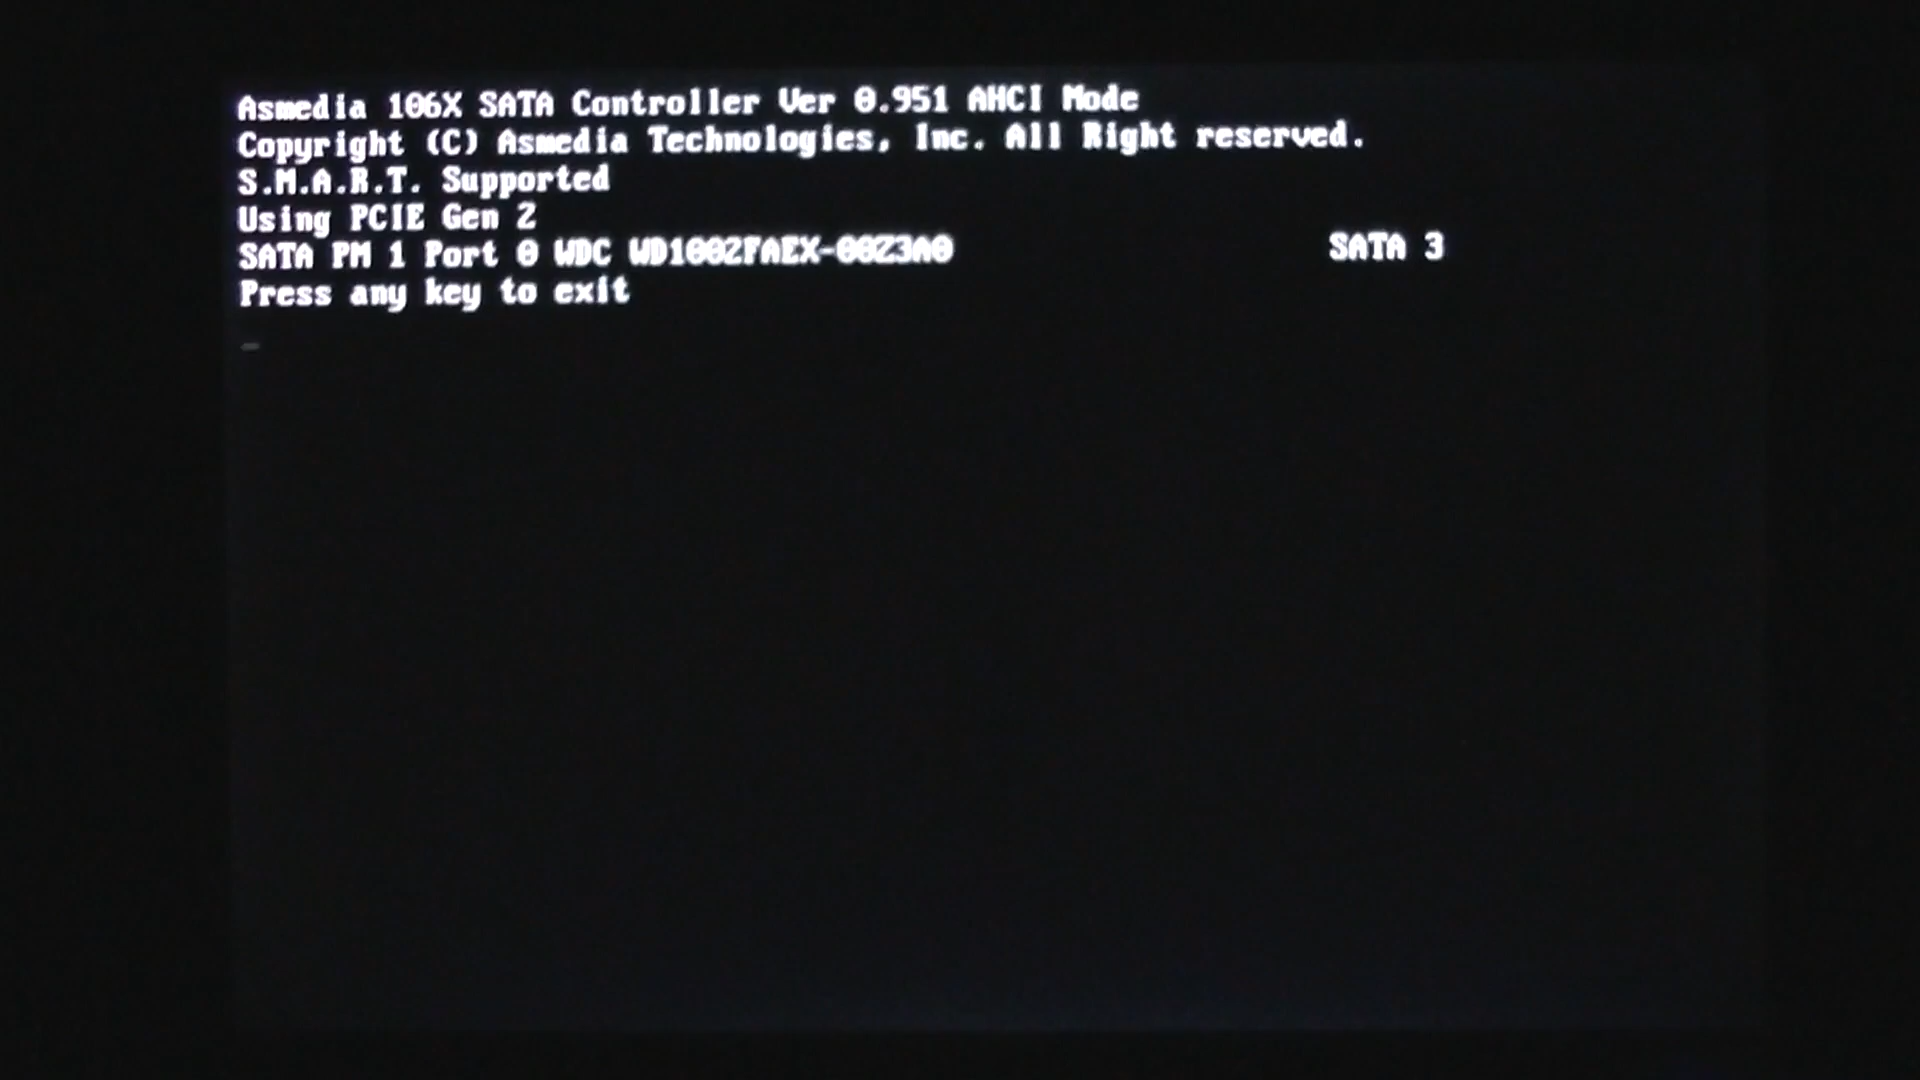 Asmedia 106X SATA Controller Ver 0.951 AHCI Mode
Copyright (C) Asmedia Technologies, Inc. All Right reserved.
S.M.A.R.T. Supported
Using PCIE Gen 2
SATA PM 1 Port 0 WDC WD1002FAEX-00Z3A0 SATA 3
Press any key to exit